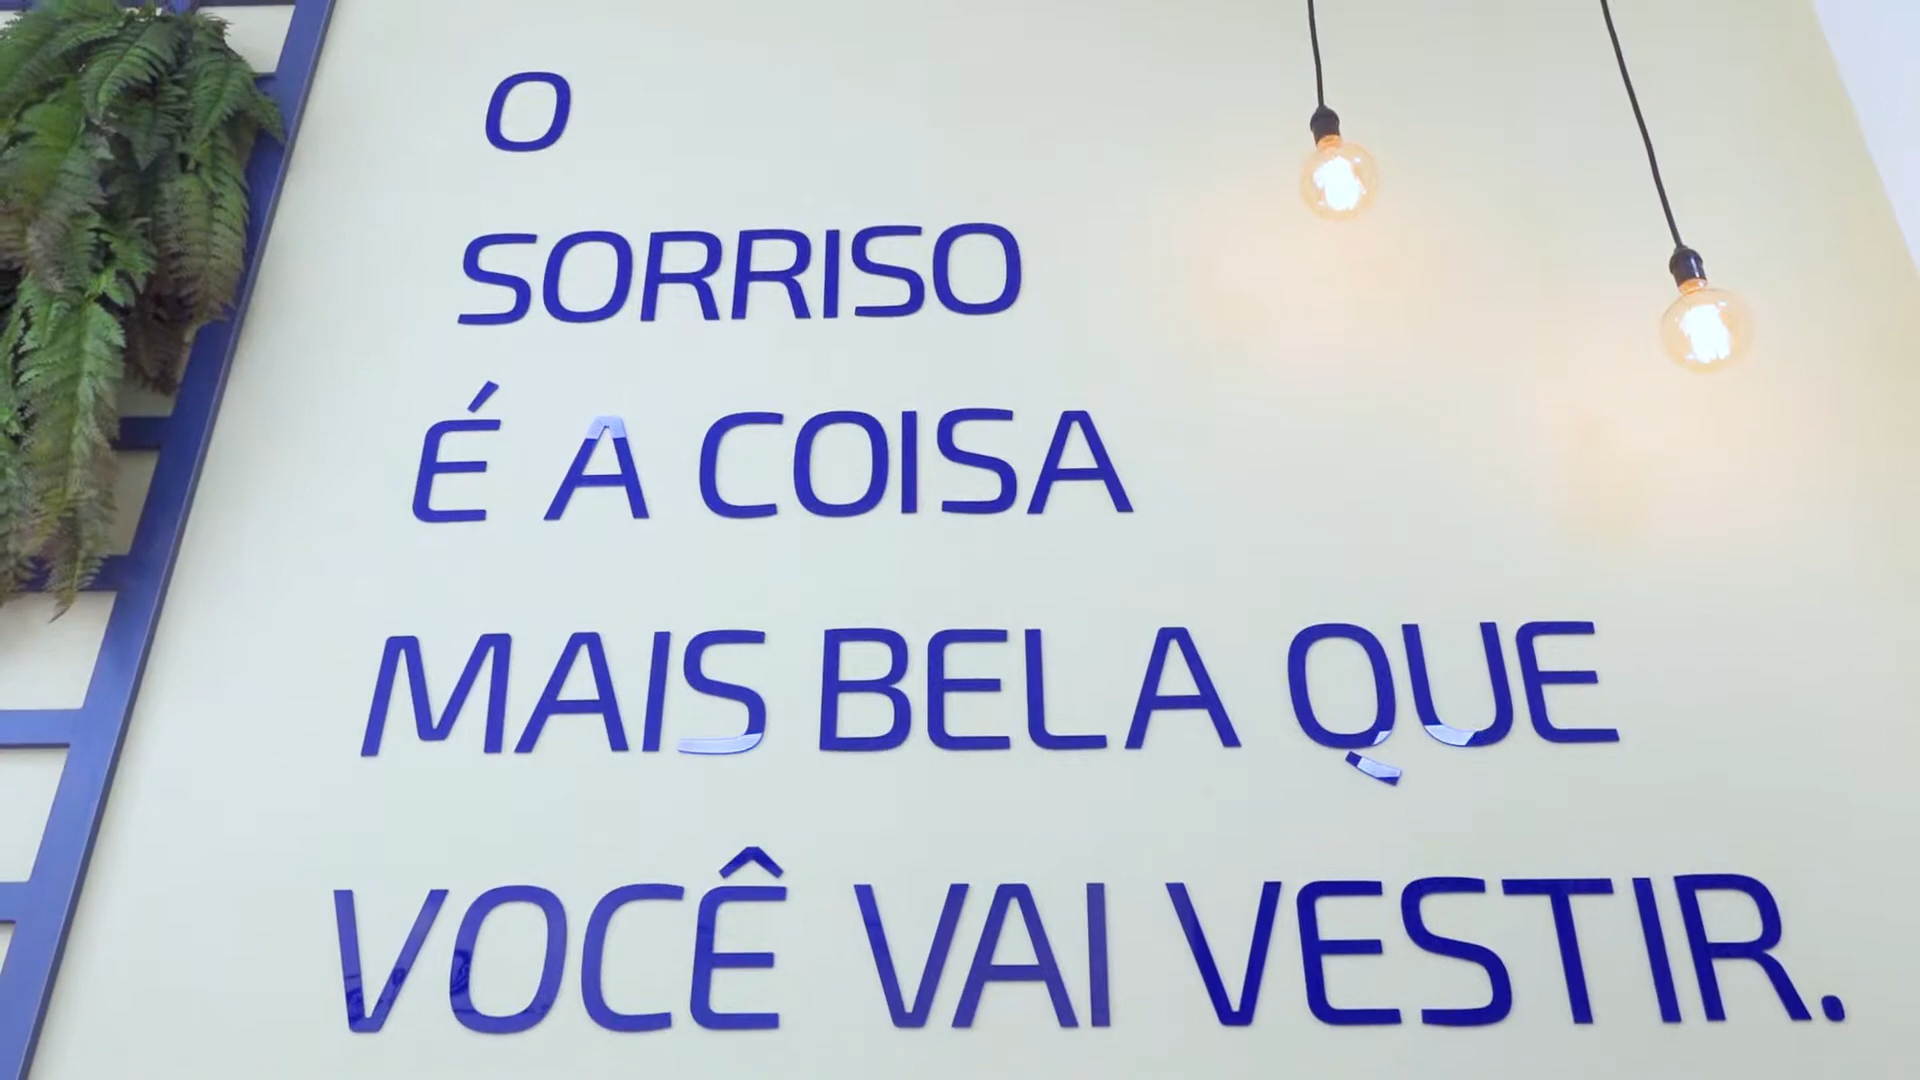 O
SORRISO
É A COISA
MAIS BELA QUE
VOCÊ VAI VESTIR.